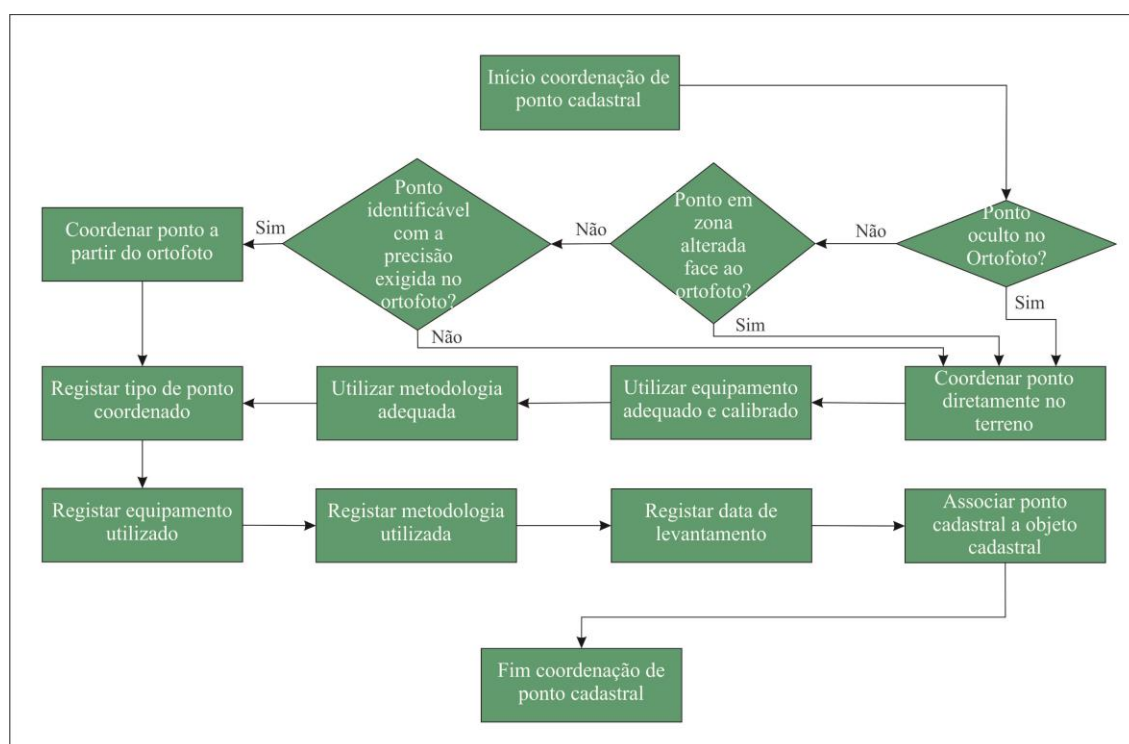 Início coordenação de
ponto cadastral
Ponto
oculto no
Ortofoto?
Não
Sim
Ponto em
zona
alterada
face ao
ortofoto?
Não
Sim
Ponto
identificável
com a
precisão
exigida no
ortofoto?
Sim
Não
Coordenar ponto a
partir do ortofoto
Coordenar ponto
diretamente no
terreno
Utilizar equipamento
adequado e calibrado
Utilizar metodologia
adequada
Registar tipo de ponto
coordenado
Registar equipamento
utilizado
Registar metodologia
utilizada
Registar data de
levantamento
Associar ponto
cadastral a objeto
cadastral
Fim coordenação de
ponto cadastral